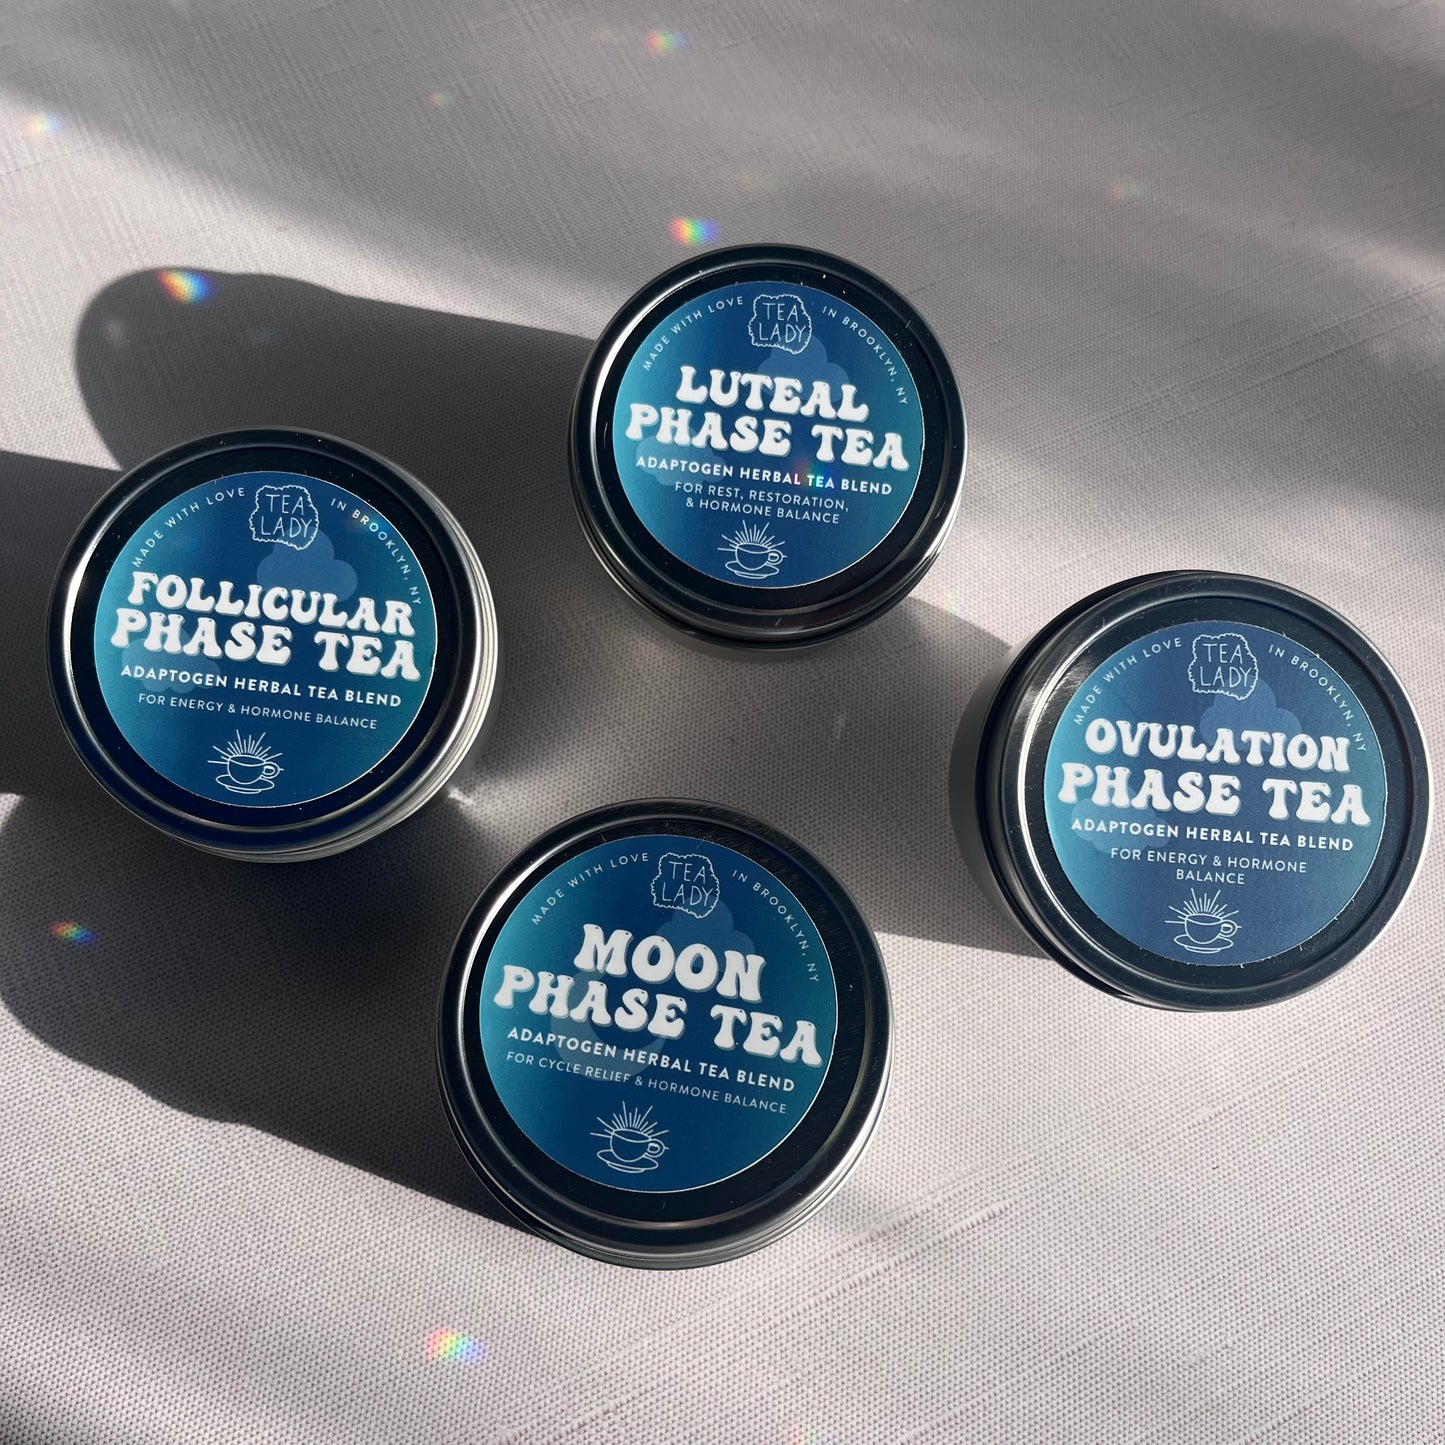 MADE WITH LOVE IN BROOKLYN, NY
TEA
LADY
LUTEAL
PHASE TEA
ADAPTOGEN HERBAL TEA BLEND
FOR REST, RESTORATION,
& HORMONE BALANCE
MADE WITH LOVE IN BROOKLYN, NY
TEA
LADY
FOLLICULAR
PHASE TEA
ADAPTOGEN HERBAL TEA BLEND
FOR ENERGY & HORMONE BALANCE
MADE WITH LOVE IN BROOKLYN, NY
TEA
LADY
OVULATION
PHASE TEA
ADAPTOGEN HERBAL TEA BLEND
FOR ENERGY & HORMONE
BALANCE
MADE WITH LOVE IN BROOKLYN, NY
TEA
LADY
MOON
PHASE TEA
ADAPTOGEN HERBAL TEA BLEND
FOR CYCLE RELIEF & HORMONE BALANCE